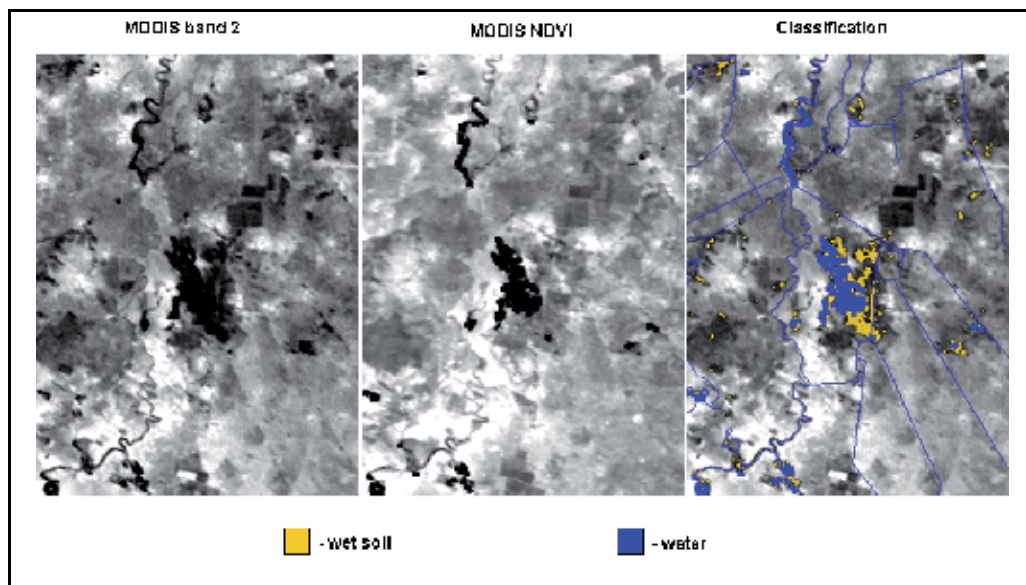 MODIS band 2
MODIS NDVI
Classification
- wet soil
- water